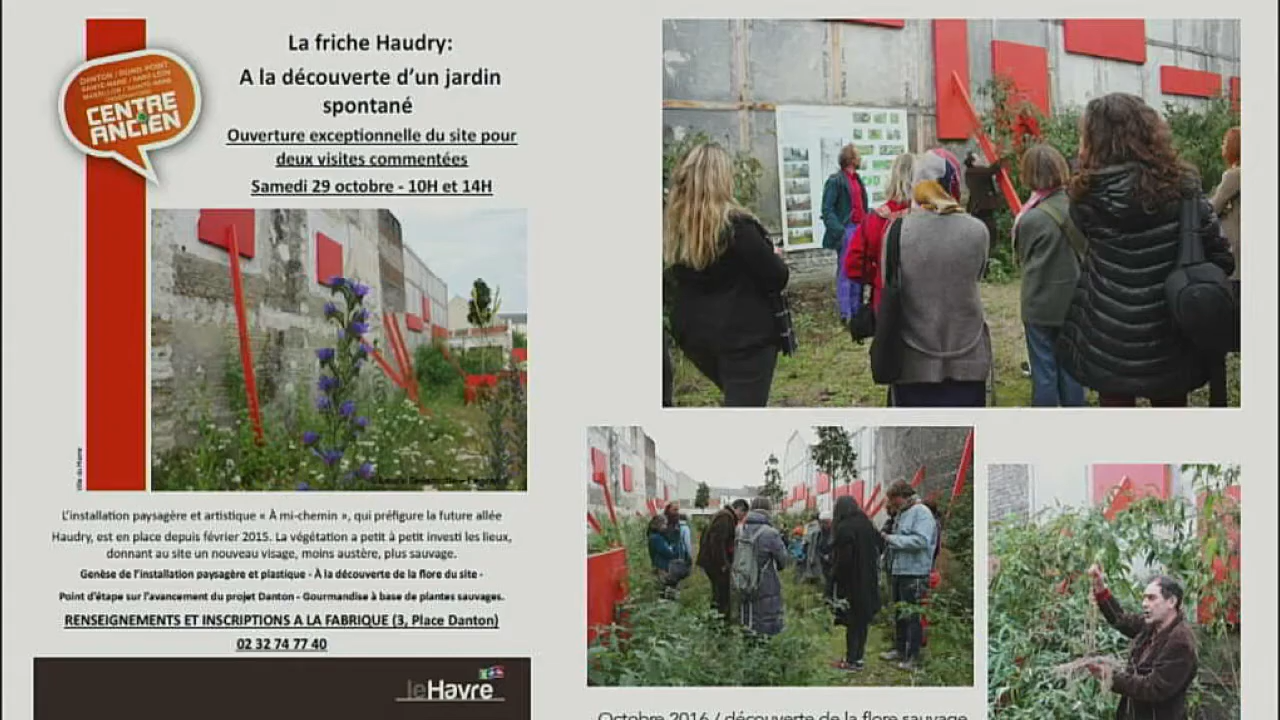 La friche Haudry:
A la découverte d'un jardin
spontané
Ouverture exceptionnelle du site pour
deux visites commentées
Samedi 29 octobre - 10H et 14H
DANTON / ROND-POINT
CENTRE
ANCIEN
L'installation paysagère et artistique « À mi-chemin », qui préfigure la future allée
Haudry, est en place depuis février 2015. La végétation a petit à petit investi les lieux,
donnant au site un nouveau visage, moins austère, plus sauvage.
Genèse de l'installation paysagère et plastique - À la découverte de la flore du site -
Point d'étape sur l'avancement du projet Danton - Gourmandise à base de plantes sauvages.
RENSEIGNEMENTS ET INSCRIPTIONS A LA FABRIQUE (3, Place Danton)
02 32 74 77 40
leHavre
Octobre 2016 / découverte de la flore sauvage